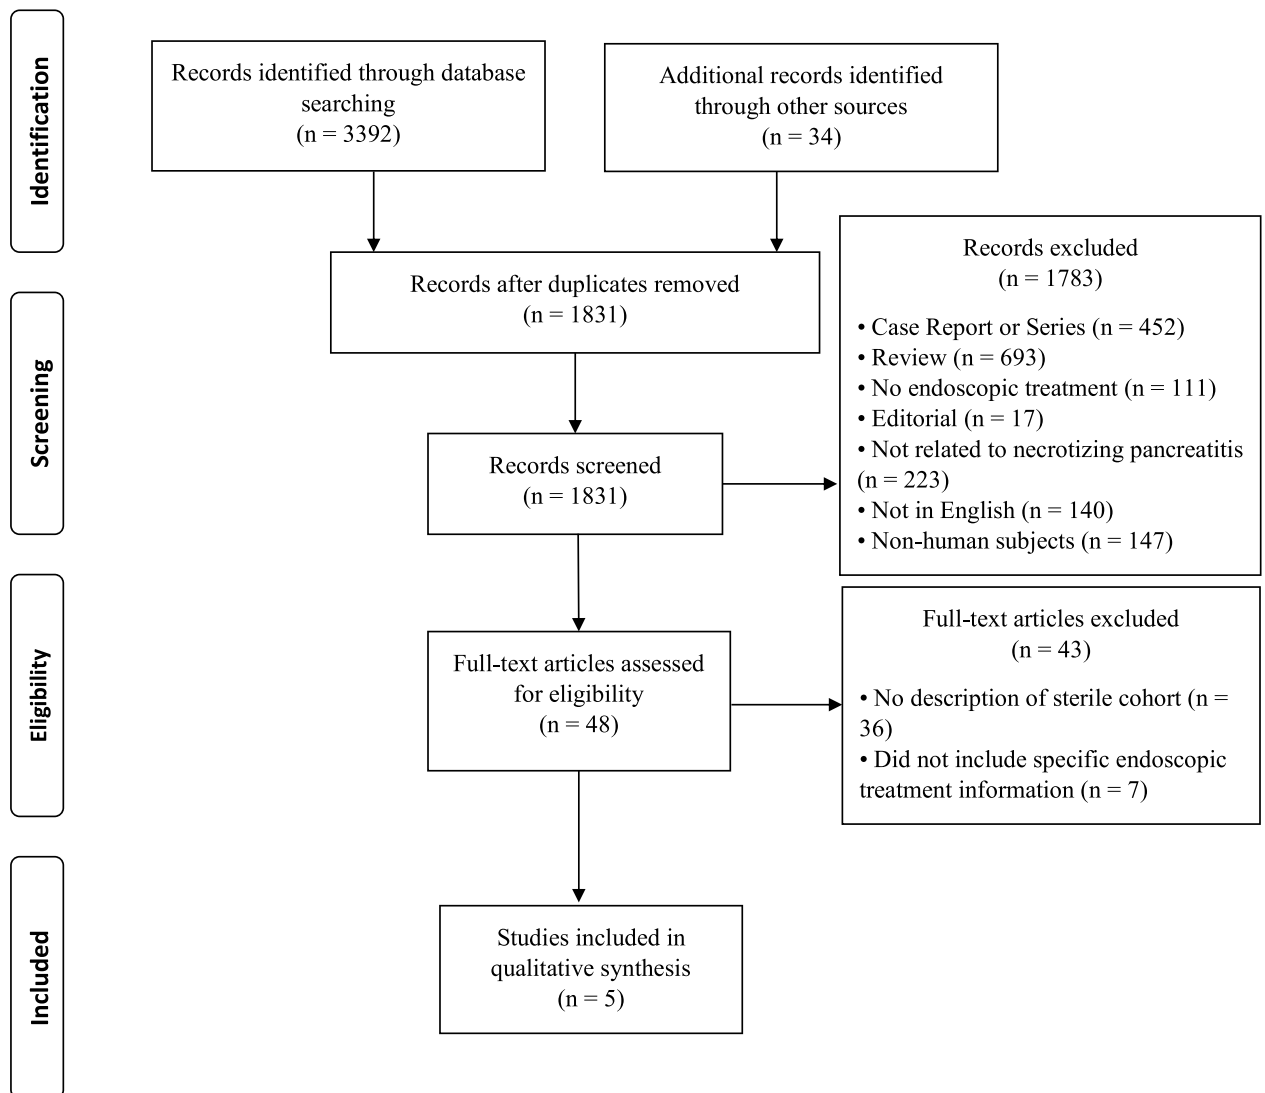 Identification
Records identified through database
searching
(n = 3392)
Additional records identified
through other sources
(n = 34)
Records after duplicates removed
(n = 1831)
Records excluded
(n = 1783)
• Case Report or Series (n = 452)
• Review (n = 693)
• No endoscopic treatment (n = 111)
• Editorial (n = 17)
• Not related to necrotizing pancreatitis
(n = 223)
• Not in English (n = 140)
• Non-human subjects (n = 147)
Screening
Records screened
(n = 1831)
Eligibility
Full-text articles assessed
for eligibility
(n = 48)
Full-text articles excluded
(n = 43)
• No description of sterile cohort (n =
36)
• Did not include specific endoscopic
treatment information (n = 7)
Included
Studies included in
qualitative synthesis
(n = 5)